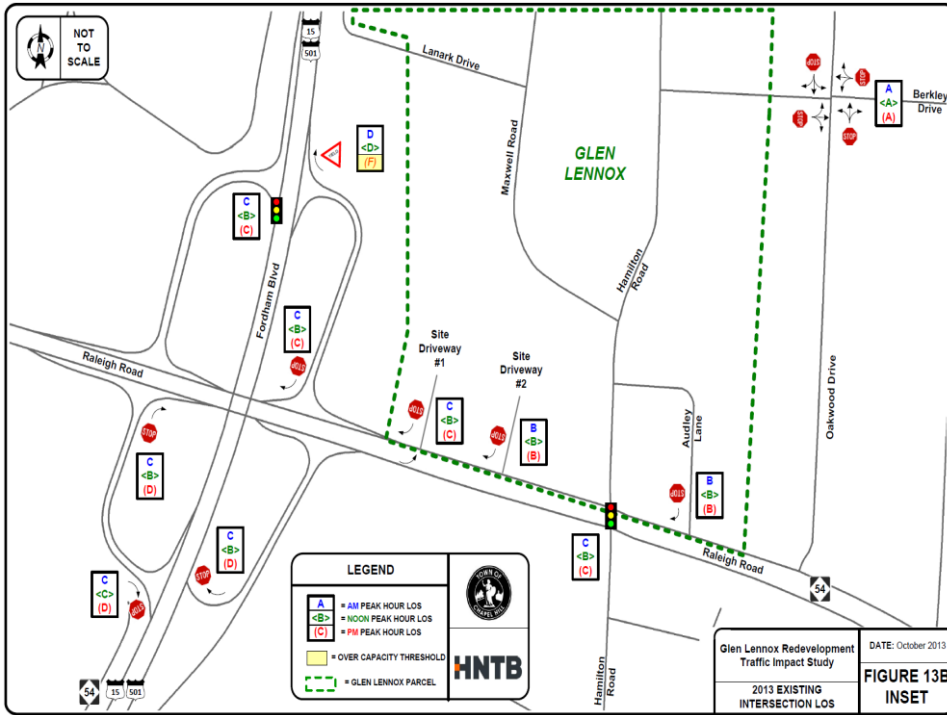 N
NOT
TO
SCALE
15
501
Lanark Drive
Maxwell Road
GLEN
LENNOX
STOP
STOP
STOP
STOP
A
<A>
(A)
Berkley
Drive
D
<D>
(F)
C
<B>
(C)
Fordham Blvd
Hamilton
Road
C
<B>
(C)
STOP
Raleigh Road
Site
Driveway
#1
Site
Driveway
#2
Oakwood Drive
Audley
Lane
STOP
C
<B>
(C)
STOP
B
<B>
(B)
STOP
C
<B>
(D)
STOP
B
<B>
(B)
C
<B>
(D)
STOP
C
<B>
(C)
Raleigh Road
54
C
<C>
(D)
STOP
54
15
501
Hamilton
Road
LEGEND
A = AM PEAK HOUR LOS
<B> = NOON PEAK HOUR LOS
(C) = PM PEAK HOUR LOS
= OVER CAPACITY THRESHOLD
= GLEN LENNOX PARCEL
TOWN OF
CHAPEL HILL
HNTB
Glen Lennox Redevelopment
Traffic Impact Study
2013 EXISTING
INTERSECTION LOS
DATE: October 2013
FIGURE 13B
INSET